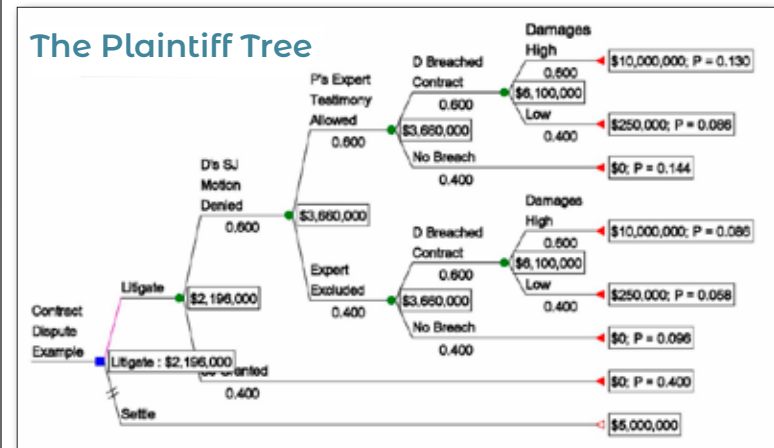 The Plaintiff Tree
Damages
High
0.600
$10,000,000; P = 0.130
D Breached
Contract
0.600
$6,100,000
Low
0.400
$250,000; P = 0.086
P's Expert
Testimony
Allowed
0.600
$3,660,000
No Breach
0.400
$0; P = 0.144
D's SJ
Motion
Denied
0.600
$3,660,000
Damages
High
0.600
$10,000,000; P = 0.086
D Breached
Contract
0.600
$6,100,000
Low
0.400
$250,000; P = 0.058
Expert
Excluded
0.400
$3,660,000
No Breach
0.400
$0; P = 0.096
Litigate
$2,196,000
Contract
Dispute
Example
Litigate : $2,196,000
Granted
0.400
$0; P = 0.400
Settle
$5,000,000